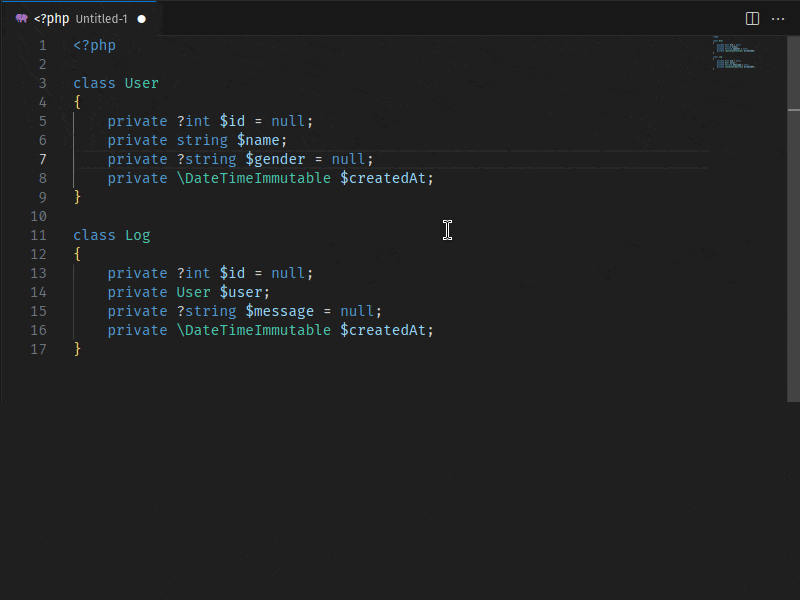 <?php Untitled-1
1 <?php
2
3 class User
4 {
5     private ?int $id = null;
6     private string $name;
7     private ?string $gender = null;
8     private \DateTimeImmutable $createdAt;
9 }
10
11 class Log
12 {
13     private ?int $id = null;
14     private User $user;
15     private ?string $message = null;
16     private \DateTimeImmutable $createdAt;
17 }